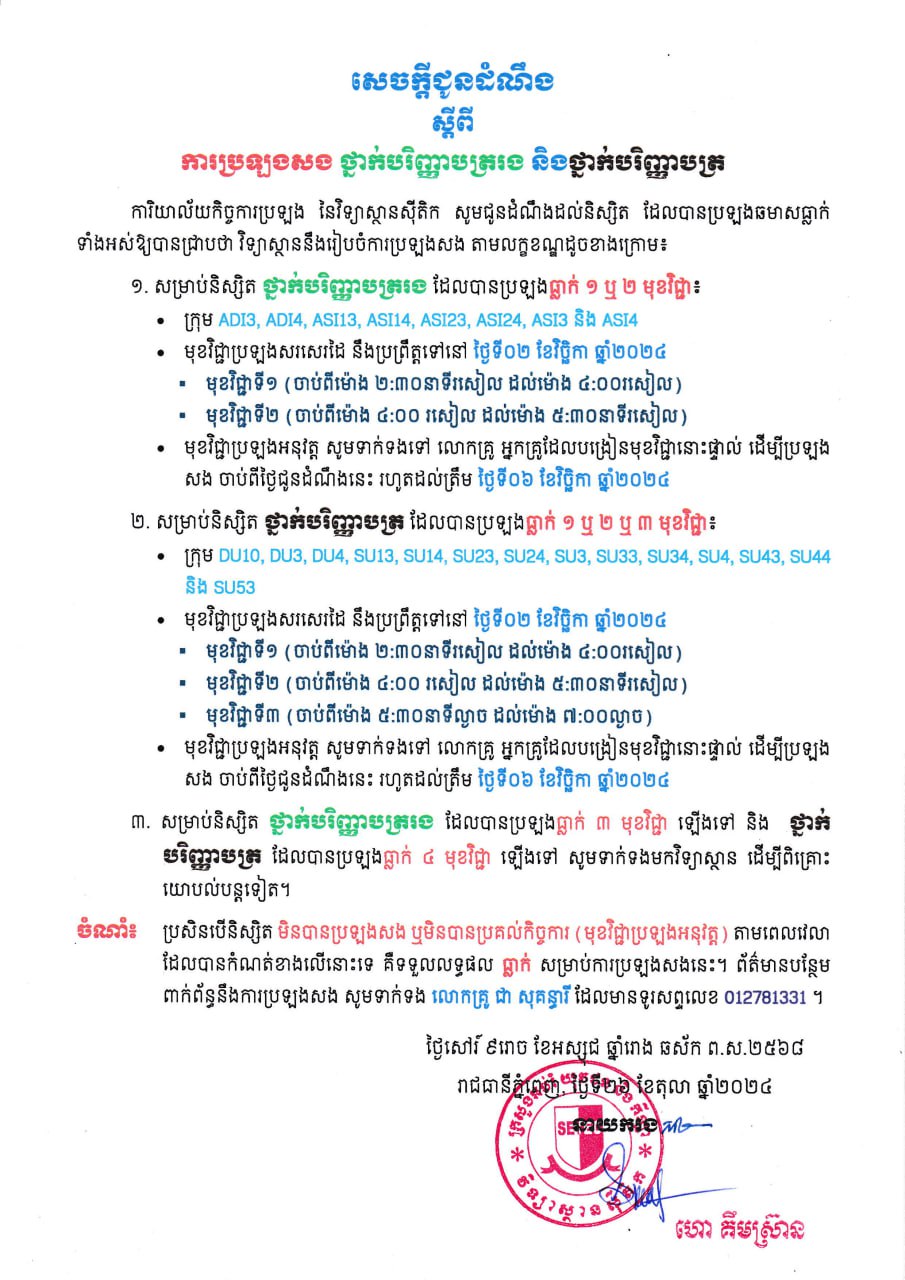 សេចក្តីជូនដំណឹង
ស្តីពី
ការប្រឡងសង ថ្នាក់បរិញ្ញាបត្ររង និងថ្នាក់បរិញ្ញាបត្រ
ការិយាល័យកិច្ចការប្រឡង នៃវិទ្យាស្ថានស៊ីតិក សូមជូនដំណឹងដល់និស្សិត ដែលបានប្រឡងឆមាសធ្លាក់
ទាំងអស់ឱ្យបានជ្រាបថា វិទ្យាស្ថាននឹងរៀបចំការប្រឡងសង តាមលក្ខខណ្ឌដូចខាងក្រោម៖
១. សម្រាប់និស្សិត ថ្នាក់បរិញ្ញាបត្ររង ដែលបានប្រឡងធ្លាក់ ១ ឬ ២ មុខវិជ្ជា៖
• ក្រុម ADI3, ADI4, ASI13, ASI14, ASI23, ASI24, ASI3 និង ASI4
• មុខវិជ្ជាប្រឡងសរសេរដៃ នឹងប្រព្រឹត្តទៅនៅ ថ្ងៃទី០២ ខែវិច្ឆិកា ឆ្នាំ២០២៤
▪ មុខវិជ្ជាទី១ (ចាប់ពីម៉ោង ២:៣០នាទីរសៀល ដល់ម៉ោង ៤:០០រសៀល)
▪ មុខវិជ្ជាទី២ (ចាប់ពីម៉ោង ៤:០០ រសៀល ដល់ម៉ោង ៥:៣០នាទីរសៀល)
• មុខវិជ្ជាប្រឡងអនុវត្ត សូមទាក់ទងទៅ លោកគ្រូ អ្នកគ្រូដែលបង្រៀនមុខវិជ្ជានោះផ្ទាល់ ដើម្បីប្រឡង
សង ចាប់ពីថ្ងៃជូនដំណឹងនេះ រហូតដល់ត្រឹម ថ្ងៃទី០៦ ខែវិច្ឆិកា ឆ្នាំ២០២៤
២. សម្រាប់និស្សិត ថ្នាក់បរិញ្ញាបត្រ ដែលបានប្រឡងធ្លាក់ ១ ឬ ២ ឬ ៣ មុខវិជ្ជា៖
• ក្រុម DU10, DU3, DU4, SU13, SU14, SU23, SU24, SU3, SU33, SU34, SU4, SU43, SU44
និង SU53
• មុខវិជ្ជាប្រឡងសរសេរដៃ នឹងប្រព្រឹត្តទៅនៅ ថ្ងៃទី០២ ខែវិច្ឆិកា ឆ្នាំ២០២៤
▪ មុខវិជ្ជាទី១ (ចាប់ពីម៉ោង ២:៣០នាទីរសៀល ដល់ម៉ោង ៤:០០រសៀល)
▪ មុខវិជ្ជាទី២ (ចាប់ពីម៉ោង ៤:០០ រសៀល ដល់ម៉ោង ៥:៣០នាទីរសៀល)
▪ មុខវិជ្ជាទី៣ (ចាប់ពីម៉ោង ៥:៣០នាទីល្ងាច ដល់ម៉ោង ៧:០០ល្ងាច)
• មុខវិជ្ជាប្រឡងអនុវត្ត សូមទាក់ទងទៅ លោកគ្រូ អ្នកគ្រូដែលបង្រៀនមុខវិជ្ជានោះផ្ទាល់ ដើម្បីប្រឡង
សង ចាប់ពីថ្ងៃជូនដំណឹងនេះ រហូតដល់ត្រឹម ថ្ងៃទី០៦ ខែវិច្ឆិកា ឆ្នាំ២០២៤
៣. សម្រាប់និស្សិត ថ្នាក់បរិញ្ញាបត្ររង ដែលបានប្រឡងធ្លាក់ ៣ មុខវិជ្ជា ឡើងទៅ និង ថ្នាក់
បរិញ្ញាបត្រ ដែលបានប្រឡងធ្លាក់ ៤ មុខវិជ្ជា ឡើងទៅ សូមទាក់ទងមកវិទ្យាស្ថាន ដើម្បីពិគ្រោះ
យោបល់បន្តទៀត។
ចំណាំ៖ ប្រសិនបើនិស្សិត មិនបានប្រឡងសង ឬមិនបានប្រគល់កិច្ចការ (មុខវិជ្ជាប្រឡងអនុវត្ត) តាមពេលវេលា
ដែលបានកំណត់ខាងលើនោះទេ គឺទទួលលទ្ធផល ធ្លាក់ សម្រាប់ការប្រឡងសងនេះ។ ព័ត៌មានបន្ថែម
ពាក់ព័ន្ធនឹងការប្រឡងសង សូមទាក់ទង លោកគ្រូ ជា សុគន្ធារី ដែលមានទូរសព្ទលេខ 012781331 ។
ថ្ងៃសៅរ៍ ៩រោច ខែអស្សុជ ឆ្នាំរោង ឆស័ក ព.ស.២៥៦៨
រាជធានីភ្នំពេញ, ថ្ងៃទី២៦ ខែតុលា ឆ្នាំ២០២៤
នាយករង
វិទ្យាស្ថានស៊ីតិក
ហោ គឹមស្រ៊ាន